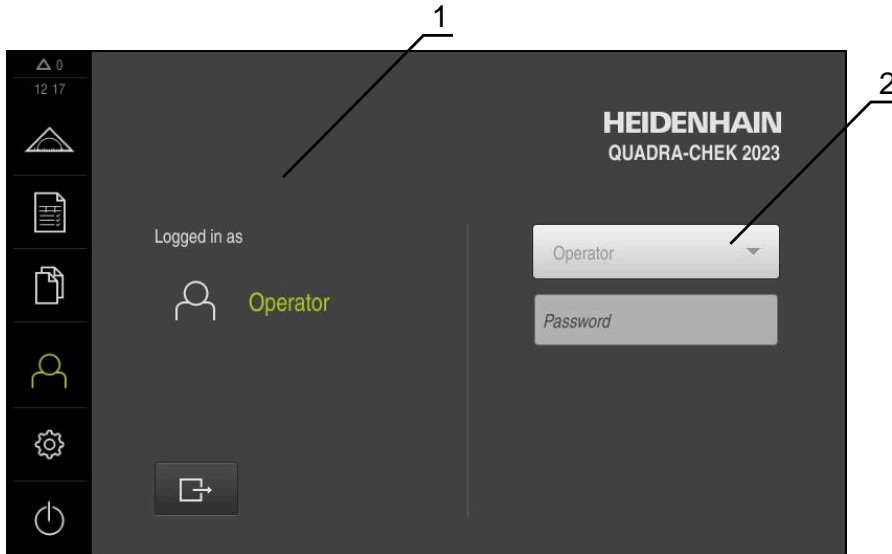 1
2
0
12 17
HEIDENHAIN
QUADRA-CHEK 2023
Logged in as
Operator
Operator
Password